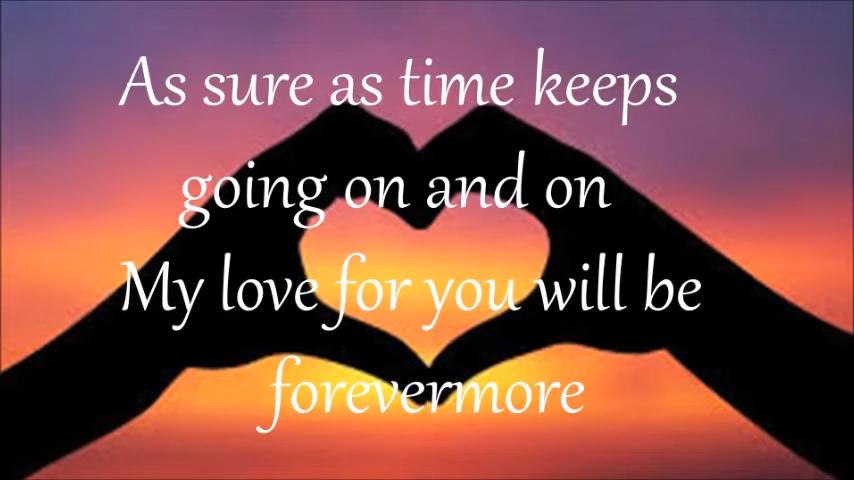 As sure as time keeps
going on and on
My love for you will be
forevermore